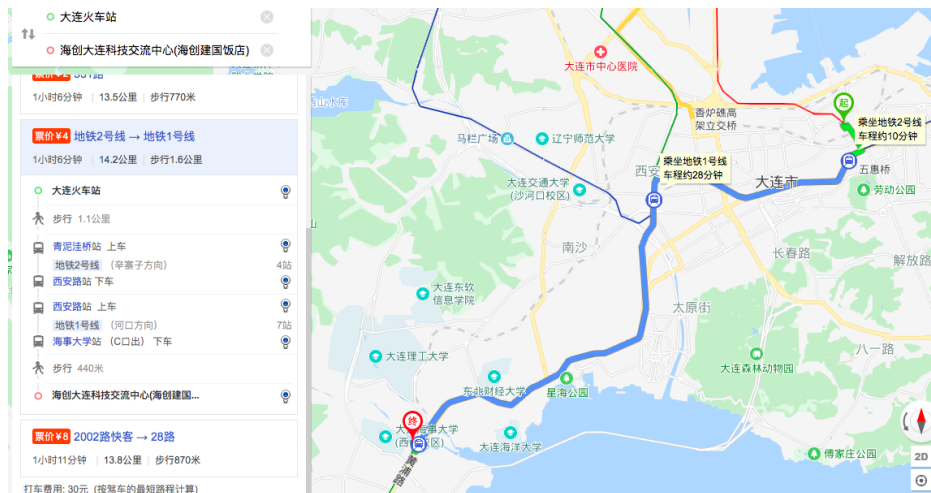 大连火车站
海创大连科技交流中心(海创建国饭店)
1小时6分钟 | 13.5公里 | 步行770米
票价¥4 地铁2号线 → 地铁1号线
1小时6分钟 | 14.2公里 | 步行1.6公里
大连火车站
步行 1.1公里
青泥洼桥站 上车
地铁2号线 (辛寨子方向) 4站
西安路站 下车
西安路站 上车
地铁1号线 (河口方向) 7站
海事大学站 (C口出) 下车
步行 440米
海创大连科技交流中心(海创建国...
票价¥8 2002路快客 → 28路
1小时11分钟 | 13.8公里 | 步行870米
打车费用: 30元 (按驾车的最短路程计算)
大连市中心医院
香炉礁高
架立交桥
起
乘坐地铁2号线
车程约10分钟
马栏广场
辽宁师范大学
乘坐地铁1号线
车程约28分钟
西安
五惠桥
大连市
劳动公园
大连交通大学
(沙河口校区)
南沙
长春路
解放路
大连东软
信息学院
太原街
八一路
大连理工大学
大连森林动物园
东北财经大学
星海公园
终
大连海事大学
大连海洋大学
黄浦路
傅家庄公园
2D